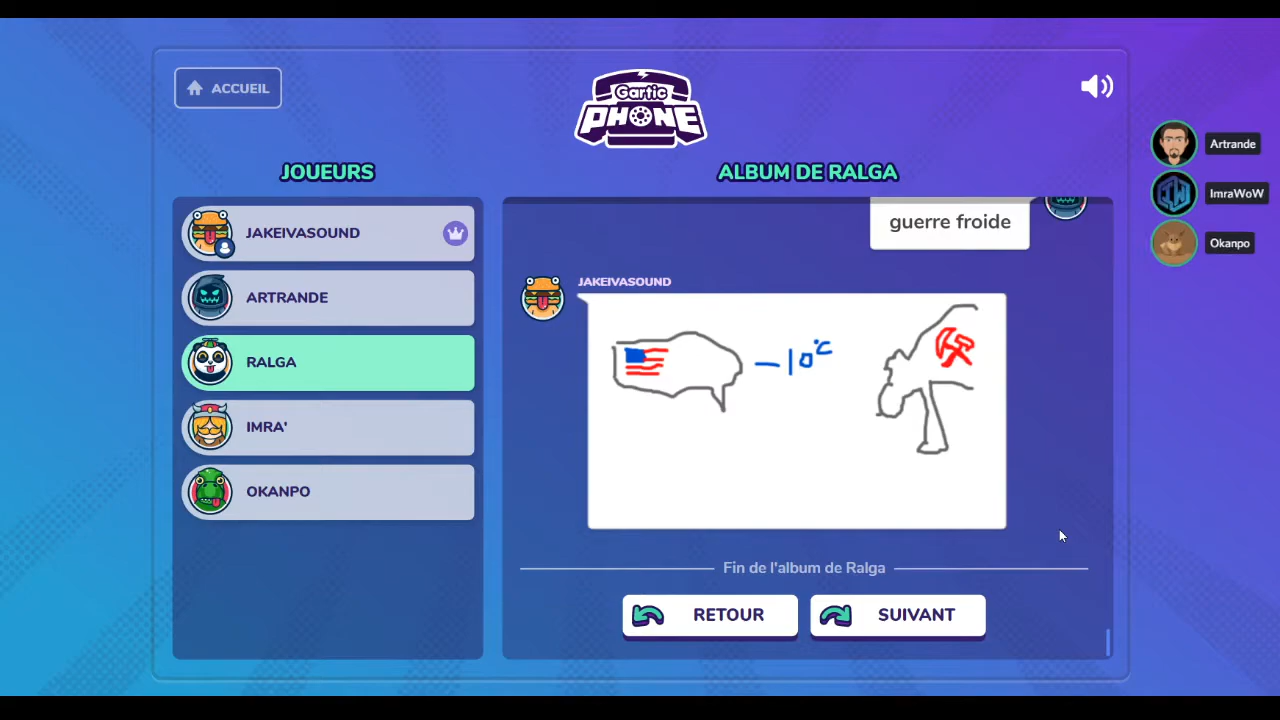 ACCUEIL
Gartic
PHONE
JOUEURS
ALBUM DE RALGA
JAKEIVASOUND
ARTRANDE
RALGA
IMRA'
OKANPO
guerre froide
JAKEIVASOUND
-10°C
Fin de l'album de Ralga
RETOUR
SUIVANT
Artrande
ImraWoW
Okanpo